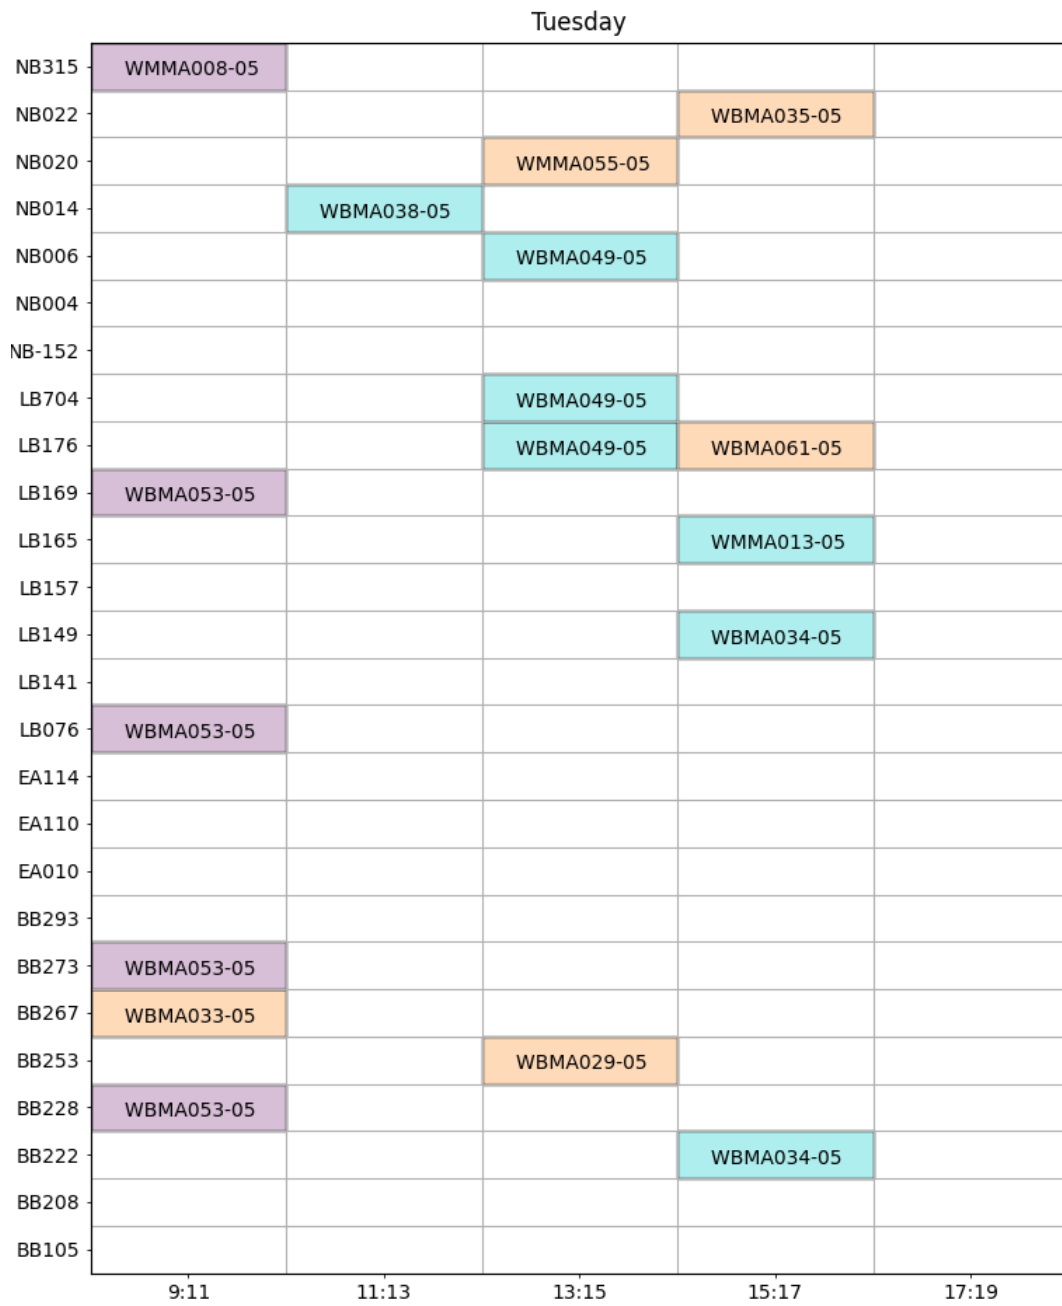 Tuesday
NB315 WMMA008-05
NB022 WBMA035-05
NB020 WMMA055-05
NB014 WBMA038-05
NB006 WBMA049-05
NB004
NB-152
LB704 WBMA049-05
LB176 WBMA049-05 WBMA061-05
LB169 WBMA053-05
LB165 WMMA013-05
LB157
LB149 WBMA034-05
LB141
LB076 WBMA053-05
EA114
EA110
EA010
BB293
BB273 WBMA053-05
BB267 WBMA033-05
BB253 WBMA029-05
BB228 WBMA053-05
BB222 WBMA034-05
BB208
BB105
9:11 11:13 13:15 15:17 17:19